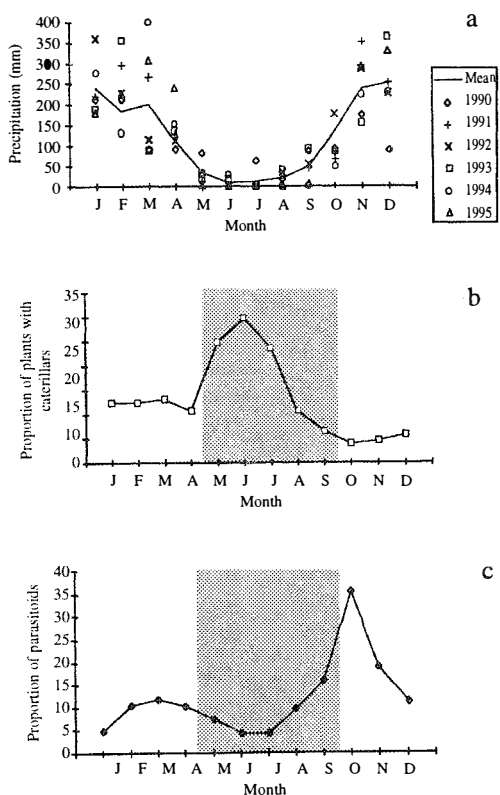 a
Precipitation (mm)
400
350
300
250
200
150
100
50
0
J F M A M J J A S O N D
Month
Mean
1990
1991
1992
1993
1994
1995
b
Proportion of plants with
caterillars
35
30
25
20
15
10
0
J F M A M J J A S O N D
Month
c
Proportion of parasitoids
40
35
30
25
20
15
10
5
0
J F M A M J J A S O N D
Month